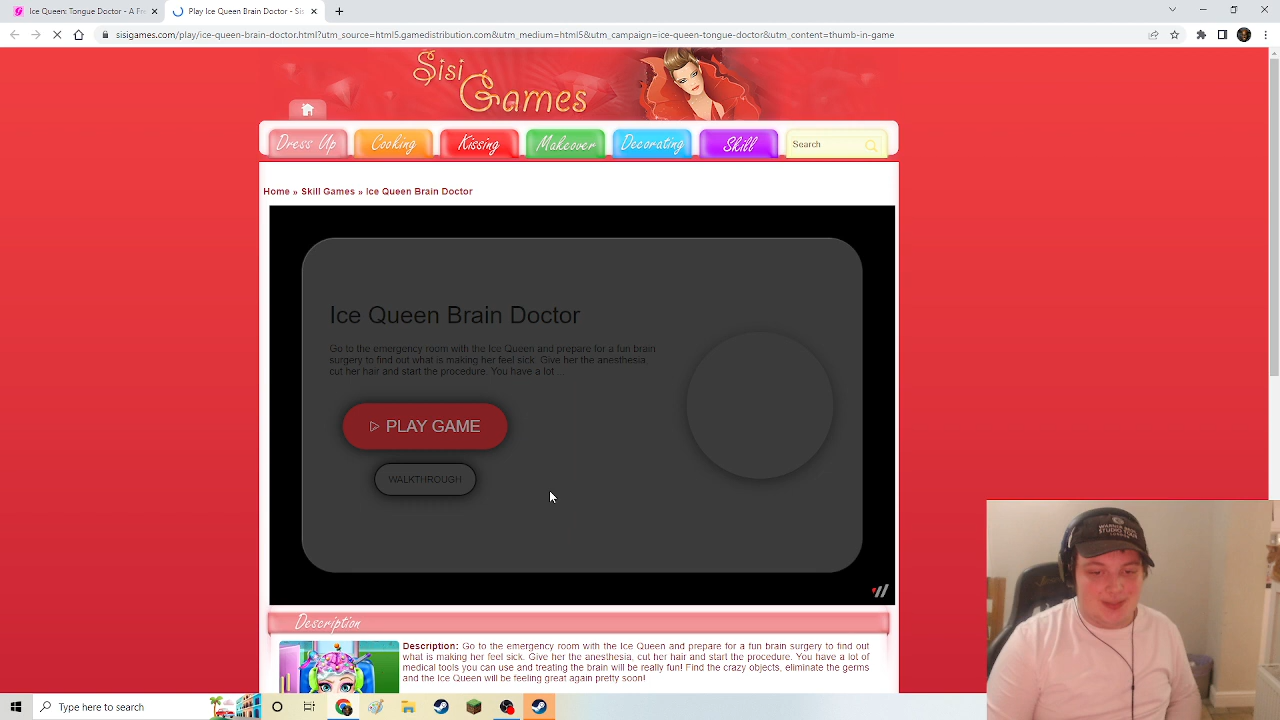 Ice Queen: Tongue Doctor - A Fr
Play Ice Queen Brain Doctor - Si
sisigames.com/play/ice-queen-brain-doctor.html?utm_source=html5.gamedistribution.com&utm_medium=html5&utm_campaign=ice-queen-tongue-doctor&utm_content=thumb-in-game
Sisi
Games
Dress Up
Cooking
Kissing
Makeover
Decorating
Skill
Search
Home » Skill Games » Ice Queen Brain Doctor
Ice Queen Brain Doctor
Go to the emergency room with the Ice Queen and prepare for a fun brain
surgery to find out what is making her feel sick. Give her the anesthesia,
cut her hair and start the procedure. You have a lot ...
PLAY GAME
WALKTHROUGH
Description
Description: Go to the emergency room with the Ice Queen and prepare for a fun brain surgery to find out
what is making her feel sick. Give her the anesthesia, cut her hair and start the procedure. You have a lot of
medical tools you can use and treating the brain will be really fun! Find the crazy objects, eliminate the germs
and the Ice Queen will be feeling great again pretty soon!
Type here to search